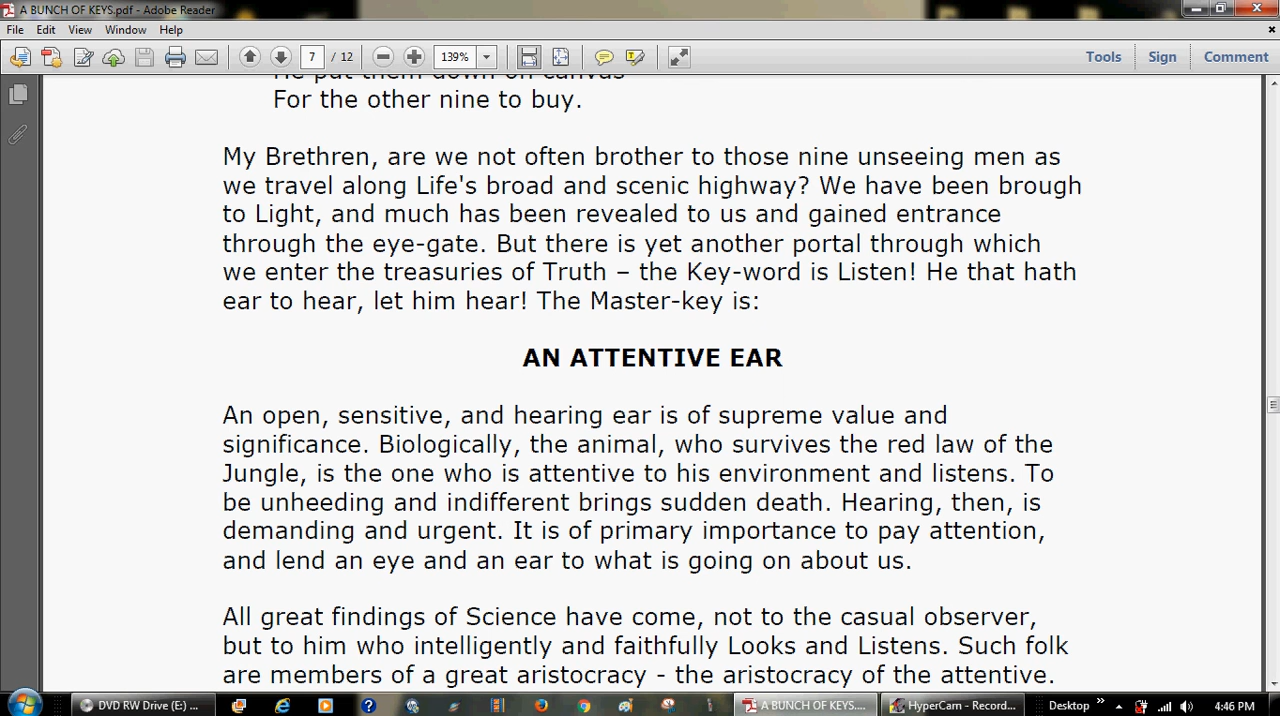 A BUNCH OF KEYS.pdf - Adobe Reader
File Edit View Window Help
7 / 12 139% Tools Sign Comment
He put them down on canvas
For the other nine to buy.
My Brethren, are we not often brother to those nine unseeing men as
we travel along Life's broad and scenic highway? We have been brough
to Light, and much has been revealed to us and gained entrance
through the eye-gate. But there is yet another portal through which
we enter the treasuries of Truth – the Key-word is Listen! He that hath
ear to hear, let him hear! The Master-key is:
AN ATTENTIVE EAR
An open, sensitive, and hearing ear is of supreme value and
significance. Biologically, the animal, who survives the red law of the
Jungle, is the one who is attentive to his environment and listens. To
be unheeding and indifferent brings sudden death. Hearing, then, is
demanding and urgent. It is of primary importance to pay attention,
and lend an eye and an ear to what is going on about us.
All great findings of Science have come, not to the casual observer,
but to him who intelligently and faithfully Looks and Listens. Such folk
are members of a great aristocracy - the aristocracy of the attentive.
DVD RW Drive (E:) ... A BUNCH OF KEYS.... HyperCam - Record... Desktop 4:46 PM